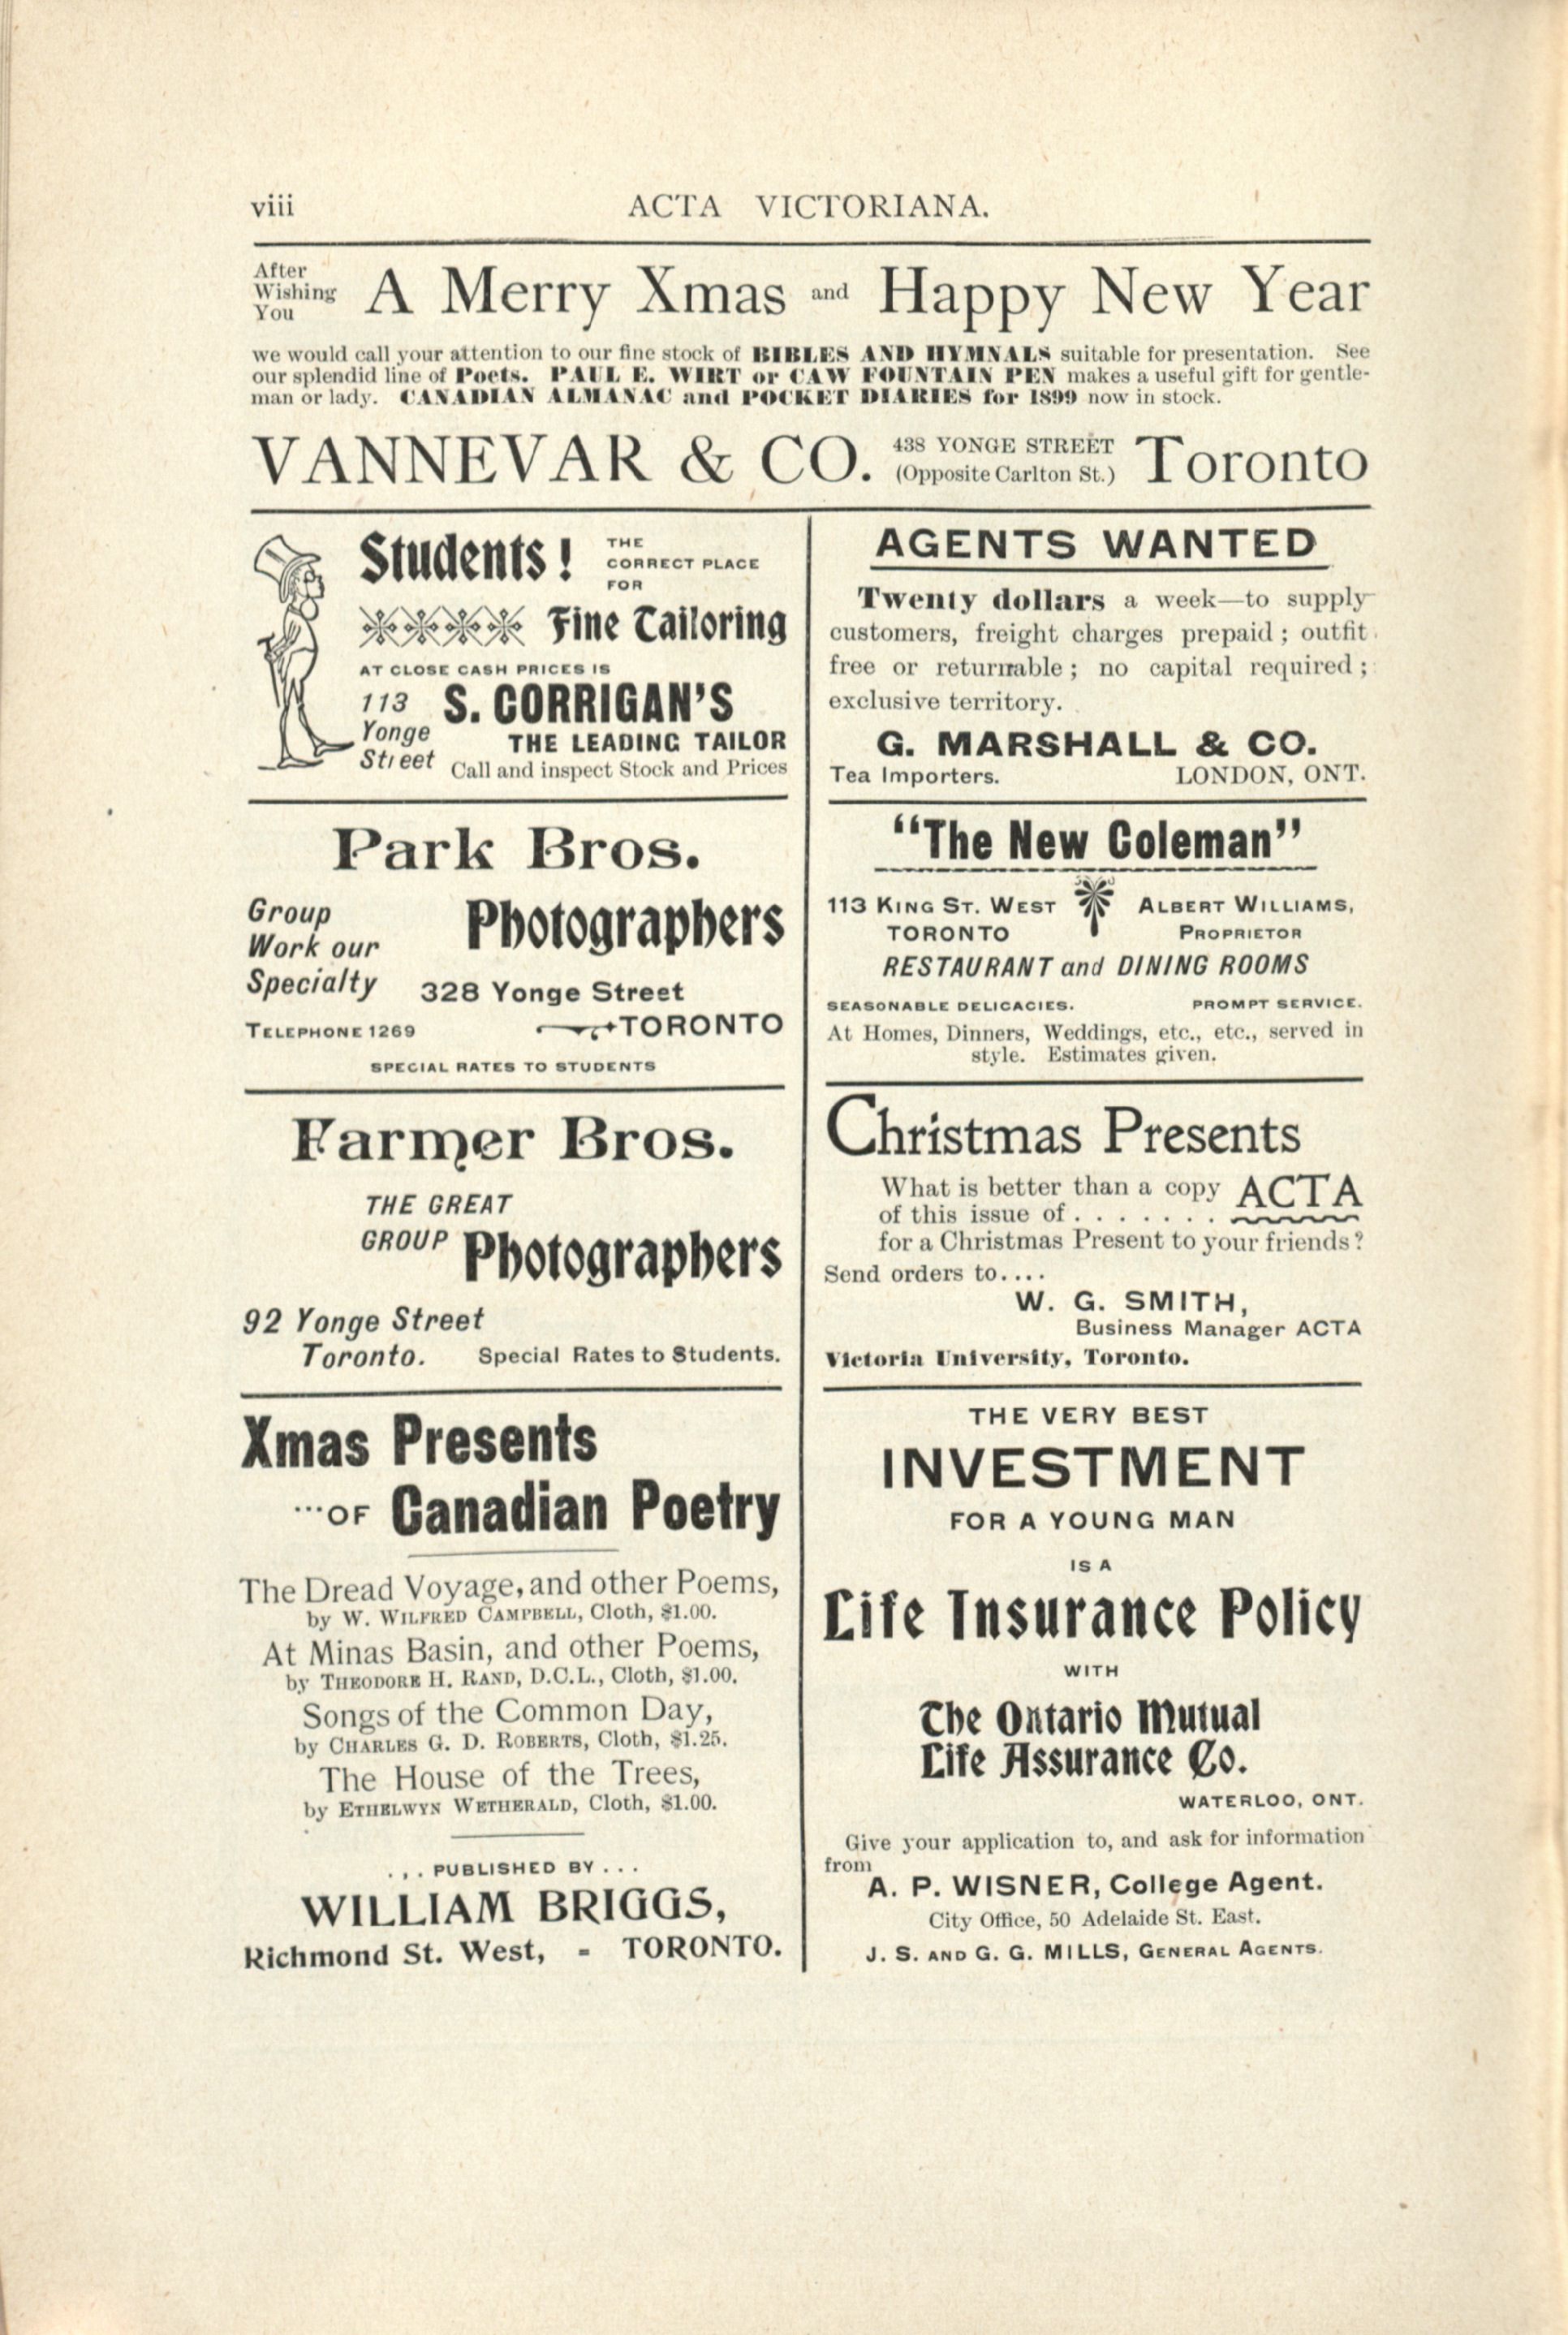 viii
ACTA VICTORIANA.
After
Wishing
You
A Merry Xmas and Happy New Year
we would call your attention to our fine stock of BIBLES AND HYMNALS suitable for presentation. See
our splendid line of Poets. PAUL E. WIRT or CAW FOUNTAIN PEN makes a useful gift for gentle-
man or lady. CANADIAN ALMANAC and POCKET DIARIES for 1899 now in stock.
VANNEVAR & CO. 438 YONGE STREET
(Opposite Carlton St.) Toronto
Students! THE
CORRECT PLACE
FOR
Fine Tailoring
AT CLOSE CASH PRICES IS
113 S. CORRIGAN'S
Yonge THE LEADING TAILOR
Street Call and inspect Stock and Prices
Park Bros.
Group
Work our
Specialty
Photographers
328 Yonge Street
TELEPHONE 1269 TORONTO
SPECIAL RATES TO STUDENTS
Farmer Bros.
THE GREAT
GROUP Photographers
92 Yonge Street
Toronto. Special Rates to Students.
Xmas Presents
...OF Canadian Poetry
The Dread Voyage, and other Poems,
by W. WILFRED CAMPBELL, Cloth, $1.00.
At Minas Basin, and other Poems,
by THEODORE H. RAND, D.C.L., Cloth, $1.00.
Songs of the Common Day,
by CHARLES G. D. ROBERTS, Cloth, $1.25.
The House of the Trees,
by ETHELWYN WETHERALD, Cloth, $1.00.
... PUBLISHED BY ...
WILLIAM BRIGGS,
Richmond St. West, - TORONTO.
AGENTS WANTED
Twenty dollars a week—to supply
customers, freight charges prepaid; outfit
free or returnable; no capital required;
exclusive territory.
G. MARSHALL & CO.
Tea Importers. LONDON, ONT.
"The New Coleman"
113 KING ST. WEST ALBERT WILLIAMS,
TORONTO PROPRIETOR
RESTAURANT and DINING ROOMS
SEASONABLE DELICACIES. PROMPT SERVICE.
At Homes, Dinners, Weddings, etc., etc., served in
style. Estimates given.
Christmas Presents
What is better than a copy ACTA
of this issue of . . . . . . .
for a Christmas Present to your friends?
Send orders to....
W. G. SMITH,
Business Manager ACTA
Victoria University, Toronto.
THE VERY BEST
INVESTMENT
FOR A YOUNG MAN
IS A
Life Insurance Policy
WITH
The Ontario Mutual
Life Assurance Co.
WATERLOO, ONT.
Give your application to, and ask for information
from
A. P. WISNER, College Agent.
City Office, 50 Adelaide St. East.
J. S. AND G. G. MILLS, GENERAL AGENTS.